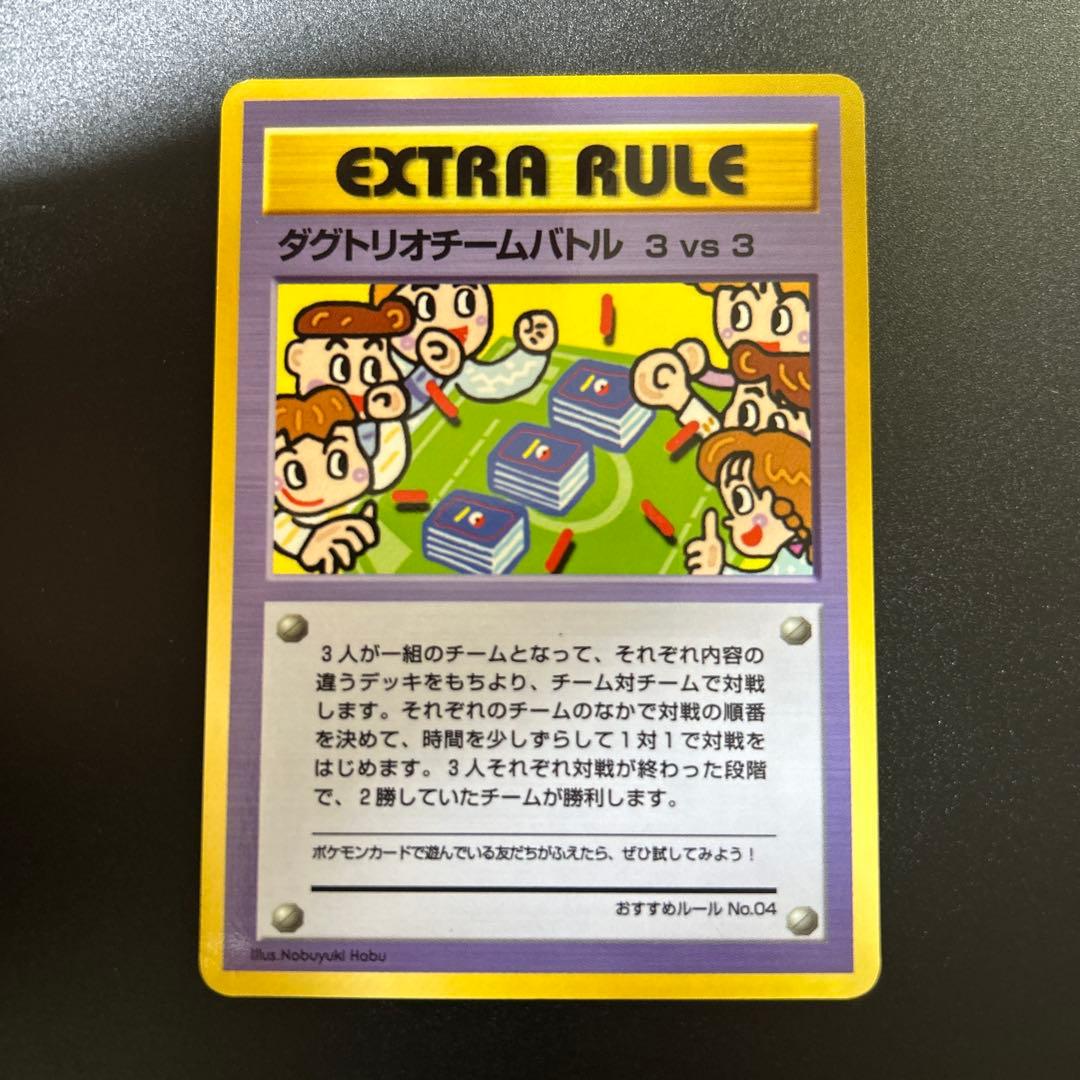 EXTRA RULE
ダグトリオチームバトル 3 vs 3
3人が一組のチームとなって、それぞれ内容の
違うデッキをもちより、チーム対チームで対戦
します。それぞれのチームのなかで対戦の順番
を決めて、時間を少しずらして1対1で対戦を
はじめます。3人それぞれ対戦が終わった段階
で、2勝していたチームが勝利します。
ポケモンカードで遊んでいる友だちがふえたら、ぜひ試してみよう!
おすすめルール No.04
Illus. Nobuyuki Habu